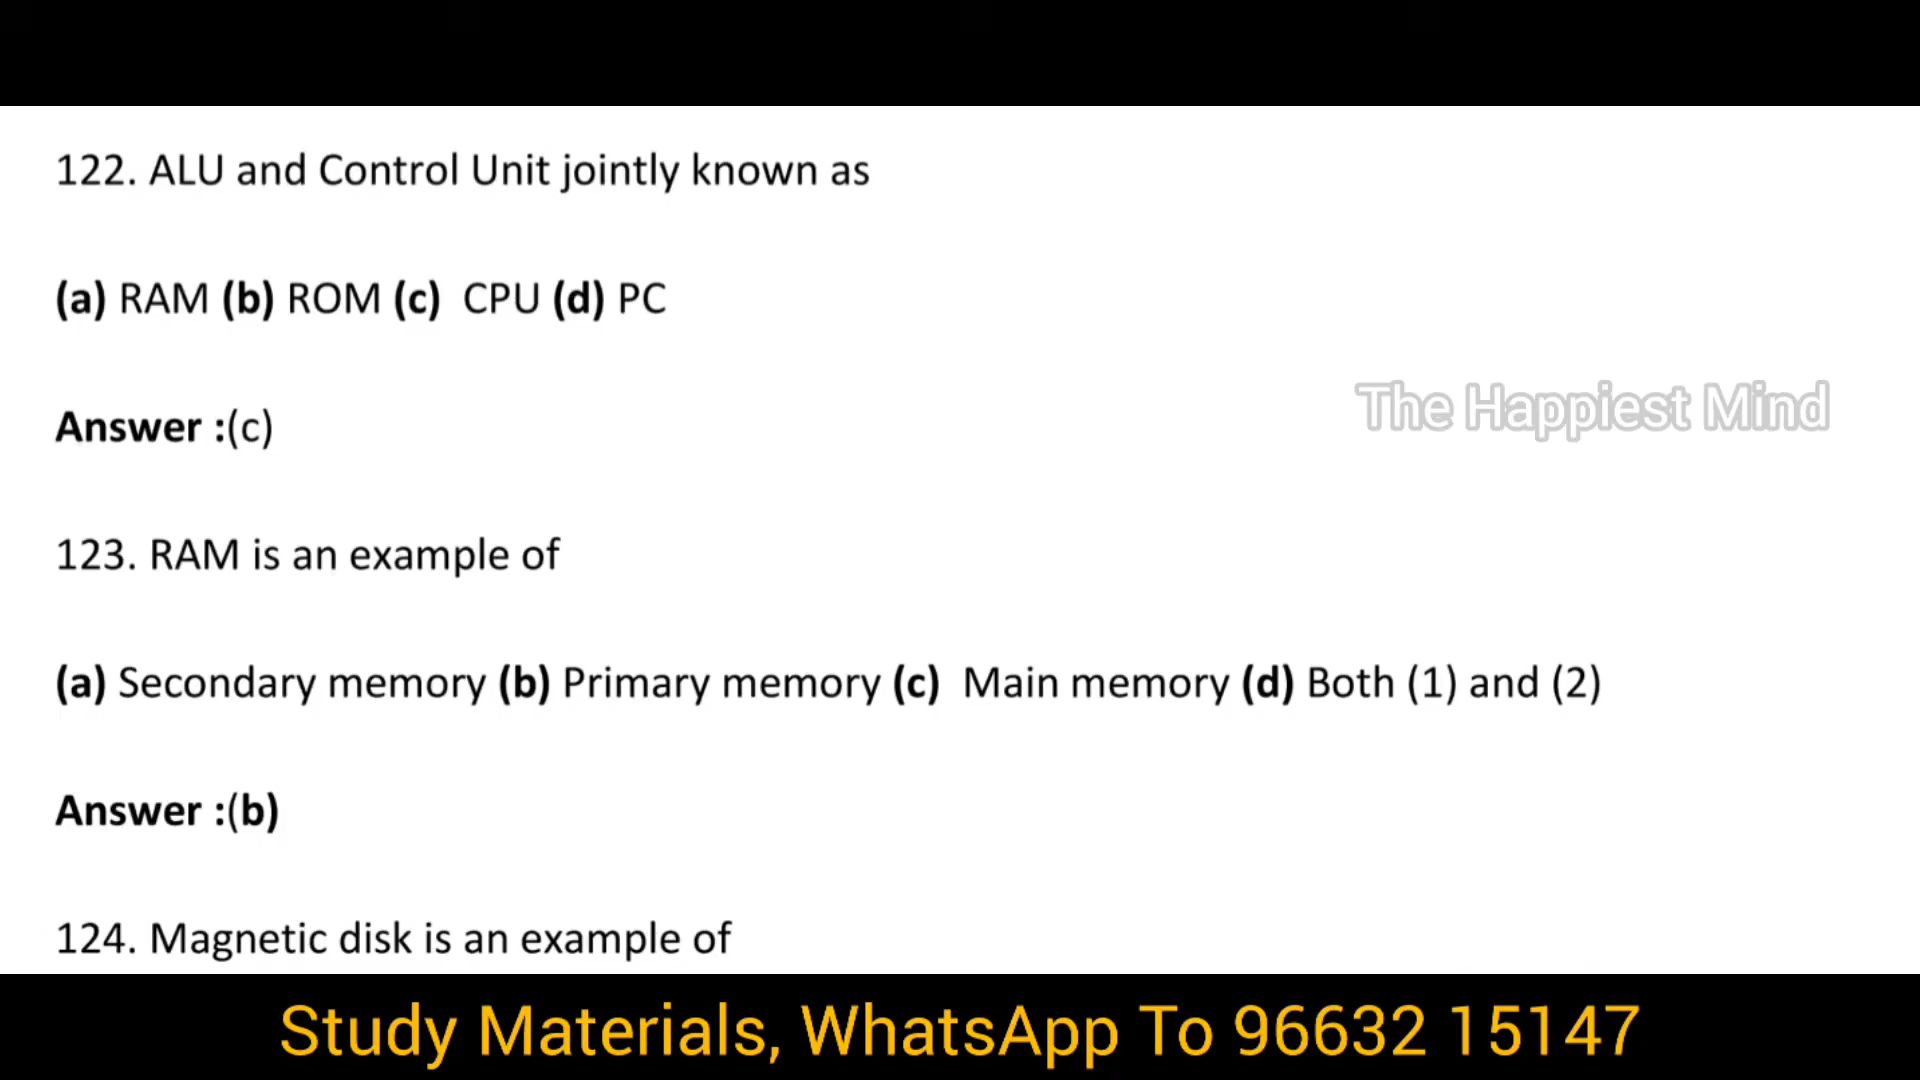 122. ALU and Control Unit jointly known as
(a) RAM (b) ROM (c) CPU (d) PC
The Happiest Mind
Answer :(c)
123. RAM is an example of
(a) Secondary memory (b) Primary memory (c) Main memory (d) Both (1) and (2)
Answer :(b)
124. Magnetic disk is an example of
Study Materials, WhatsApp To 96632 15147